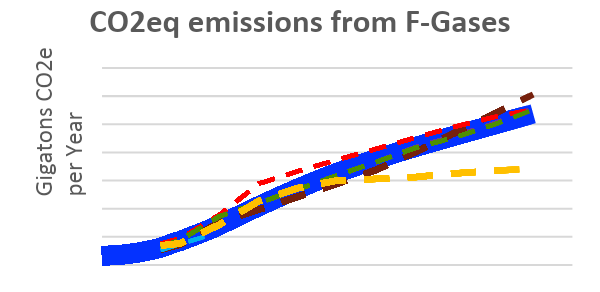 CO2eq emissions from F-Gases
Gigatons CO2e
per Year